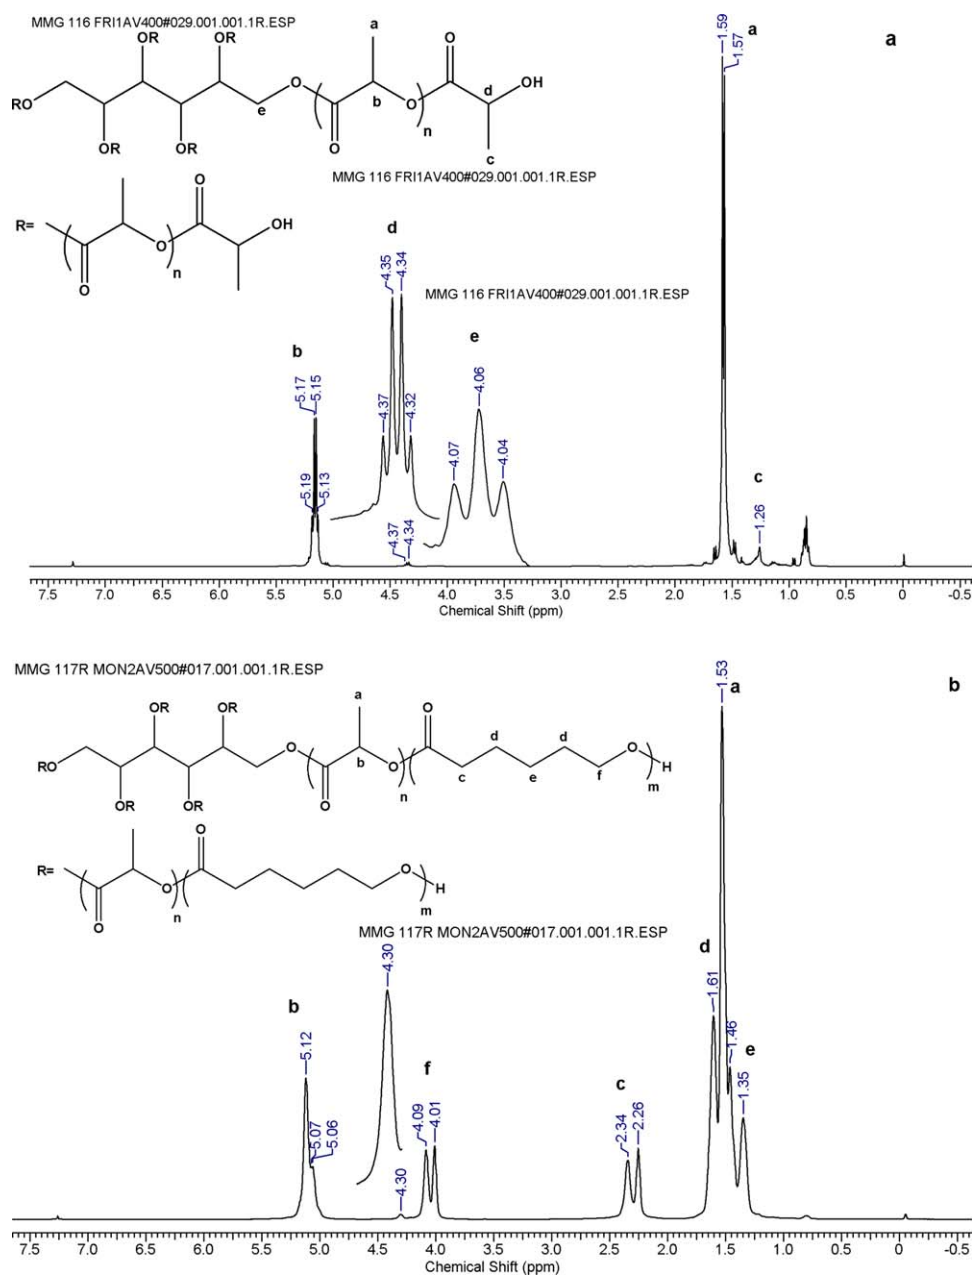 MMG 116 FRI1AV400#029.001.001.1R.ESP
a
a
1.59
1.57
OR OR
a O
O
OH
RO
e
b
O
O
n
d
OR OR
O
c
MMG 116 FRI1AV400#029.001.001.1R.ESP
R=
O
O
n
O
OH
d
4.35
4.34
4.37
4.32
MMG 116 FRI1AV400#029.001.001.1R.ESP
e
4.06
4.07
4.04
b
5.17
5.15
5.19
5.13
4.37
4.34
c
1.26
7.5 7.0 6.5 6.0 5.5 5.0 4.5 4.0 3.5 3.0 2.5 2.0 1.5 1.0 0.5 0 -0.5
Chemical Shift (ppm)
MMG 117R MON2AV500#017.001.001.1R.ESP
a
b
1.53
OR OR
a O
RO
O
b
O
n
O
c
d
e
d
f
O
H
m
OR OR
O
R=
O
O
n
O
H
m
MMG 117R MON2AV500#017.001.001.1R.ESP
4.30
b
5.12
5.07
5.06
4.30
f
4.09
4.01
c
2.34
2.26
d
1.61
1.46
e
1.35
7.5 7.0 6.5 6.0 5.5 5.0 4.5 4.0 3.5 3.0 2.5 2.0 1.5 1.0 0.5 0 -0.5
Chemical Shift (ppm)